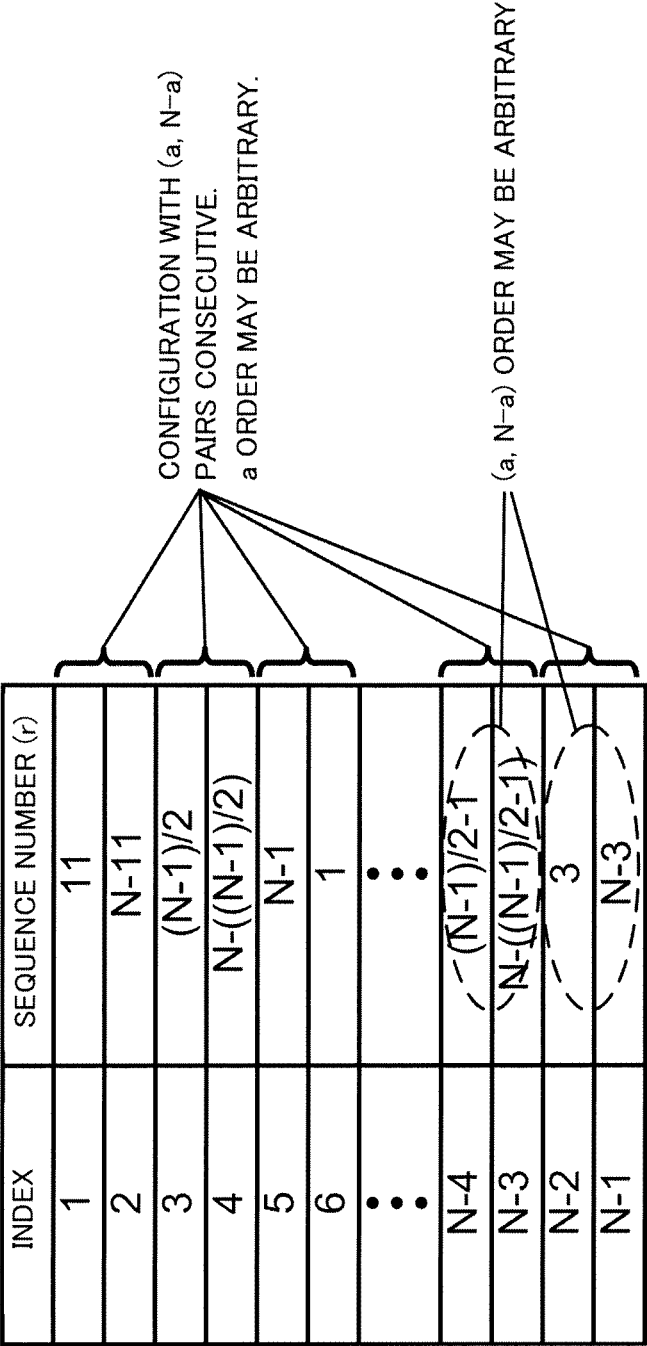 INDEX SEQUENCE NUMBER (r)
1 11
2 N-11
3 (N-1)/2
4 N-((N-1)/2)
5 N-1
6 1
••• •••
N-4 (N-1)/2-1
N-3 N-((N-1)/2-1)
N-2 3
N-1 N-3
CONFIGURATION WITH (a, N-a)
PAIRS CONSECUTIVE.
a ORDER MAY BE ARBITRARY.
(a, N-a) ORDER MAY BE ARBITRARY